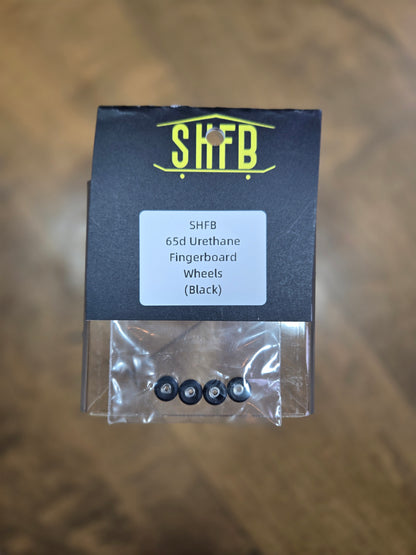 SHFB
SHFB
65d Urethane
Fingerboard
Wheels
(Black)